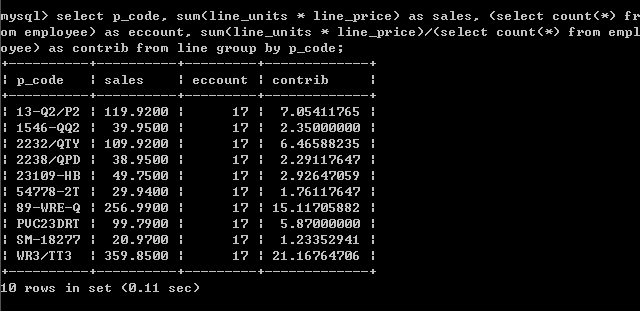 mysql> select p_code, sum(line_units * line_price) as sales, (select count(*) fr
om employee) as eccount, sum(line_units * line_price)/(select count(*) from empl
oyee) as contrib from line group by p_code;
+----------+----------+---------+-------------+
| p_code   | sales    | eccount | contrib     |
+----------+----------+---------+-------------+
| 13-Q2/P2 | 119.9200 |      17 |  7.05411765 |
| 1546-QQ2 |  39.9500 |      17 |  2.35000000 |
| 2232/QTY | 109.9200 |      17 |  6.46588235 |
| 2238/QPD |  38.9500 |      17 |  2.29117647 |
| 23109-HB |  49.7500 |      17 |  2.92647059 |
| 54778-2T |  29.9400 |      17 |  1.76117647 |
| 89-WRE-Q | 256.9900 |      17 | 15.11705882 |
| PVC23DRT |  99.7900 |      17 |  5.87000000 |
| SM-18277 |  20.9700 |      17 |  1.23352941 |
| WR3/TT3  | 359.8500 |      17 | 21.16764706 |
+----------+----------+---------+-------------+
10 rows in set (0.11 sec)